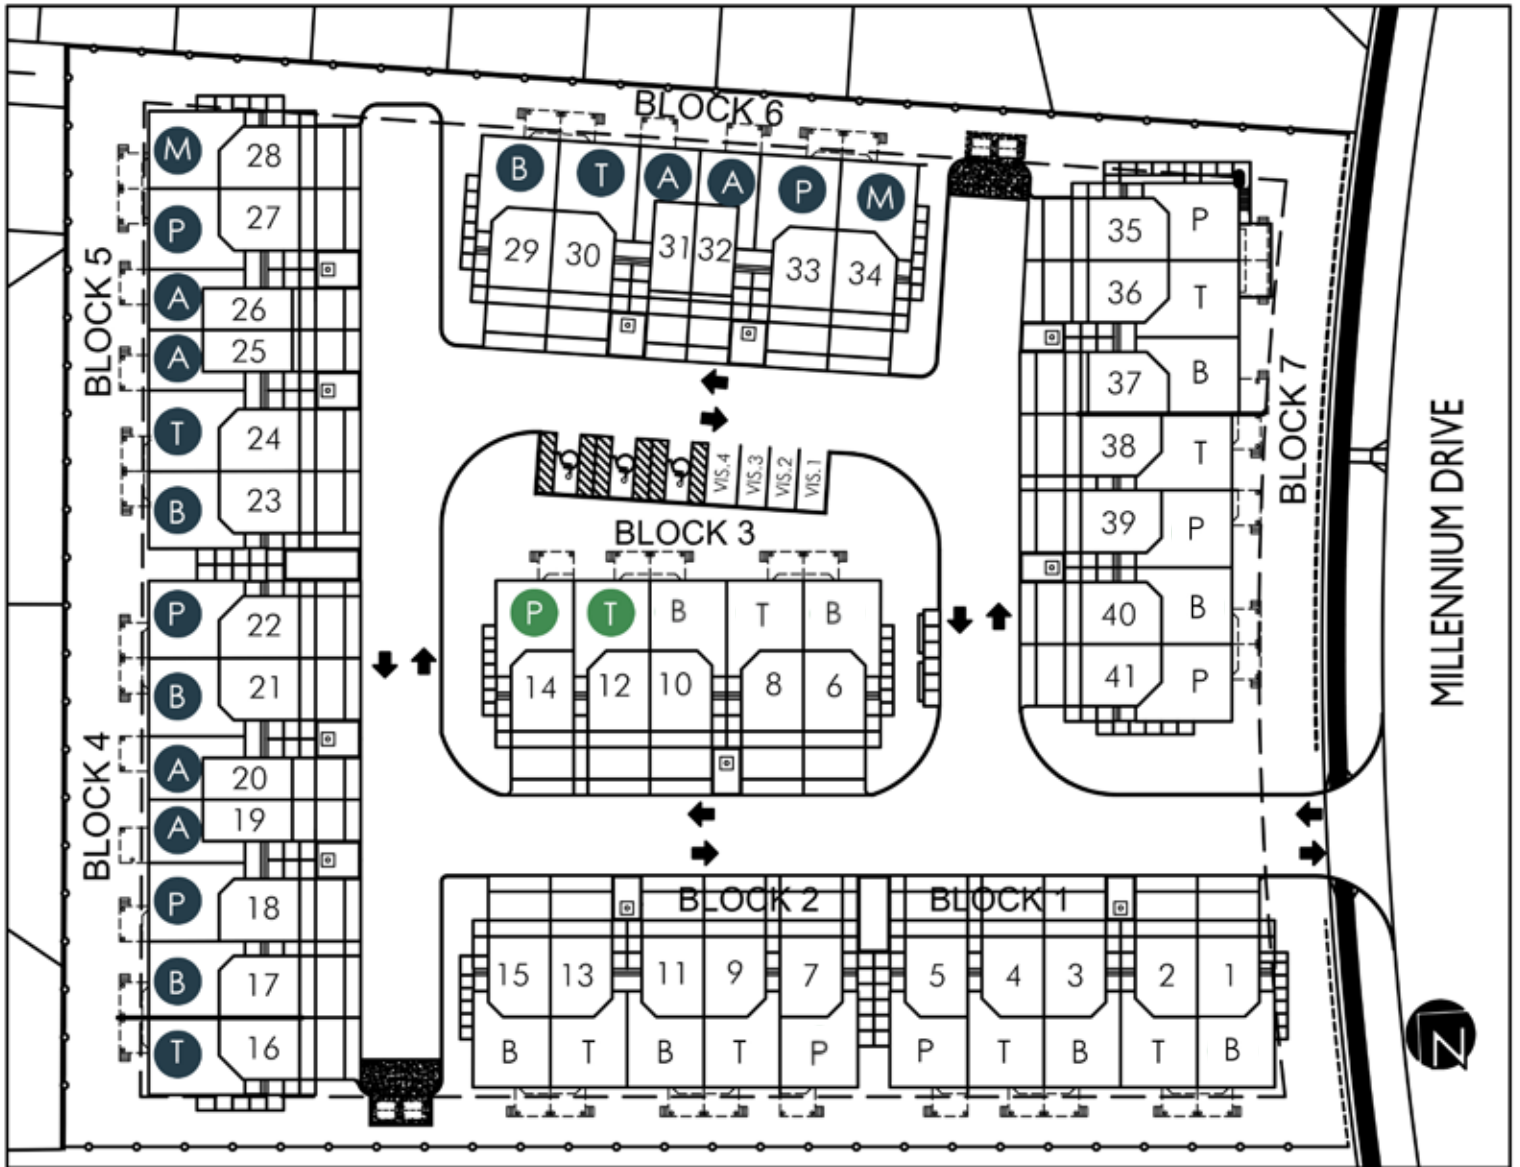 BLOCK 6
M
28
P
27
A
26
A
25
T
24
B
23
BLOCK 5
B
T
A
A
P
M
29
30
31
32
33
34
35
P
36
T
37
B
38
T
39
P
40
B
41
P
BLOCK 7
MILLENNIUM DRIVE
VIS.4
VIS.3
VIS.2
VIS.1
BLOCK 3
P
T
B
T
B
14
12
10
8
6
P
22
B
21
A
20
A
19
P
18
B
17
T
16
BLOCK 4
BLOCK 2
BLOCK 1
15
13
11
9
7
5
4
3
2
1
B
T
B
T
P
P
T
B
T
B
N